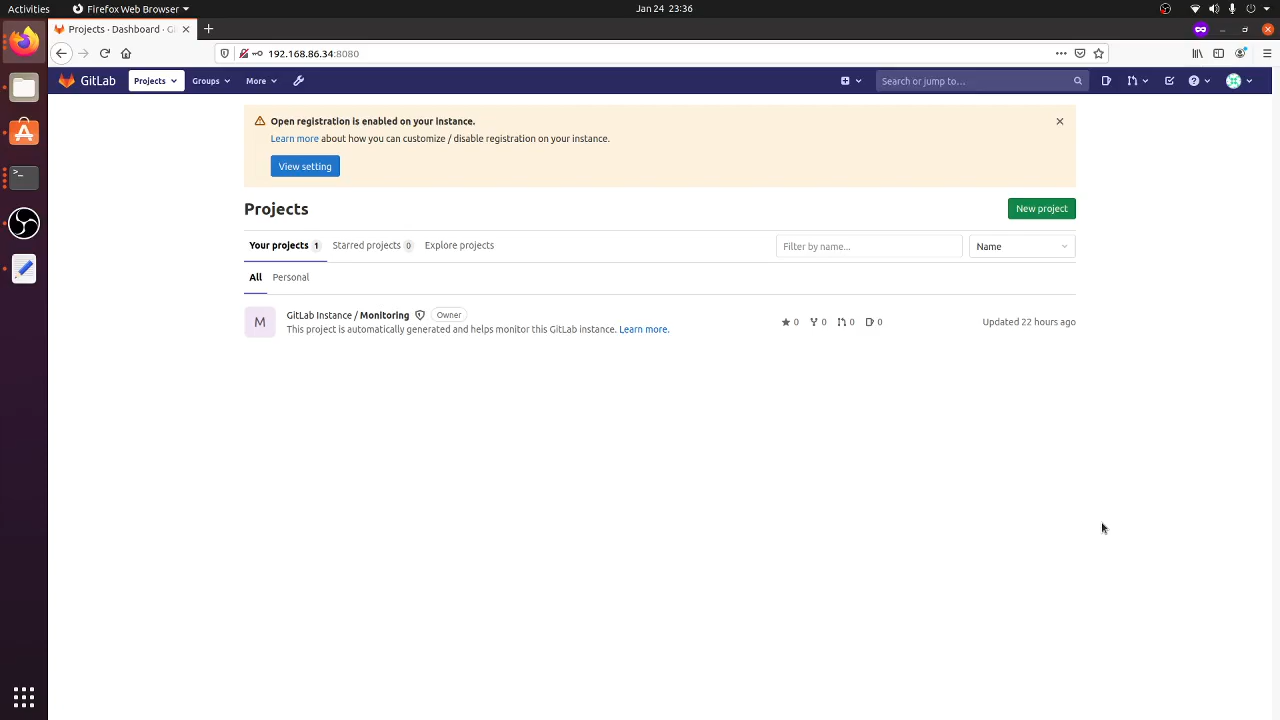 Activities
Firefox Web Browser
Jan 24 23:36
Projects · Dashboard · G
192.168.86.34:8080
GitLab
Projects
Groups
More
Search or jump to...
Open registration is enabled on your instance.
Learn more about how you can customize / disable registration on your instance.
View setting
Projects
New project
Your projects 1
Starred projects 0
Explore projects
Filter by name...
Name
All
Personal
M
GitLab Instance / Monitoring
Owner
This project is automatically generated and helps monitor this GitLab instance. Learn more.
0 0 0 0
Updated 22 hours ago